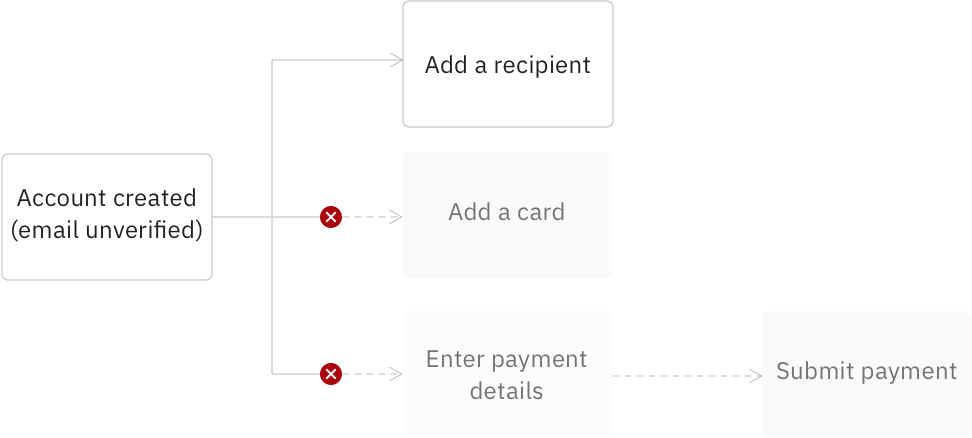 Add a recipient
Account created
(email unverified)
Add a card
Enter payment
details
Submit payment